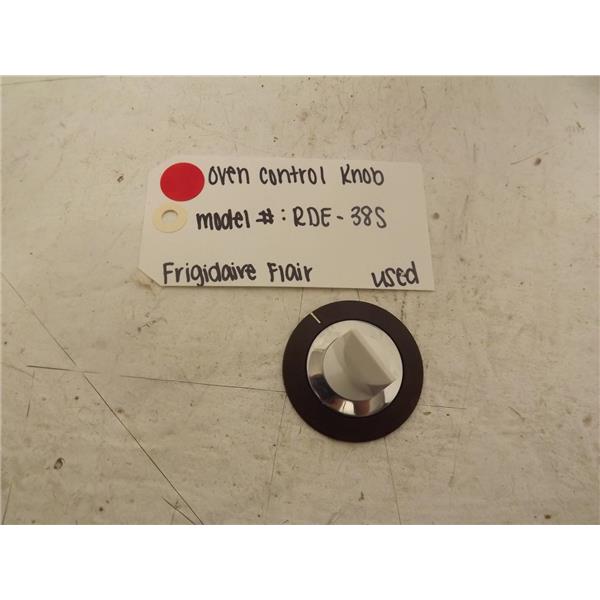 oven control Knob
model #: RDE-38S
Frigidaire Flair used